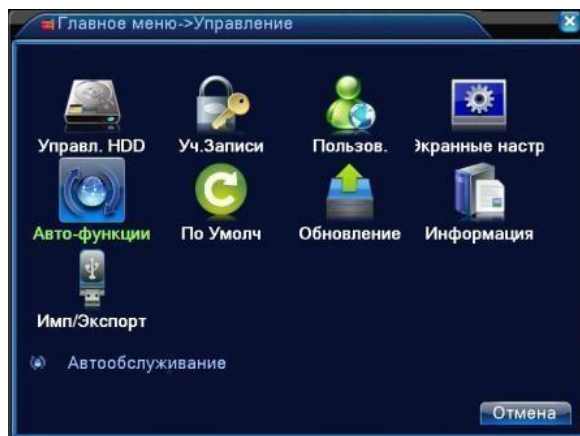 Главное меню->Управление
Управл. HDD Уч.Записи Пользов. Экранные настр
Авто-функции По Умолч Обновление Информация
Имп/Экспорт
Автообслуживание
Отмена